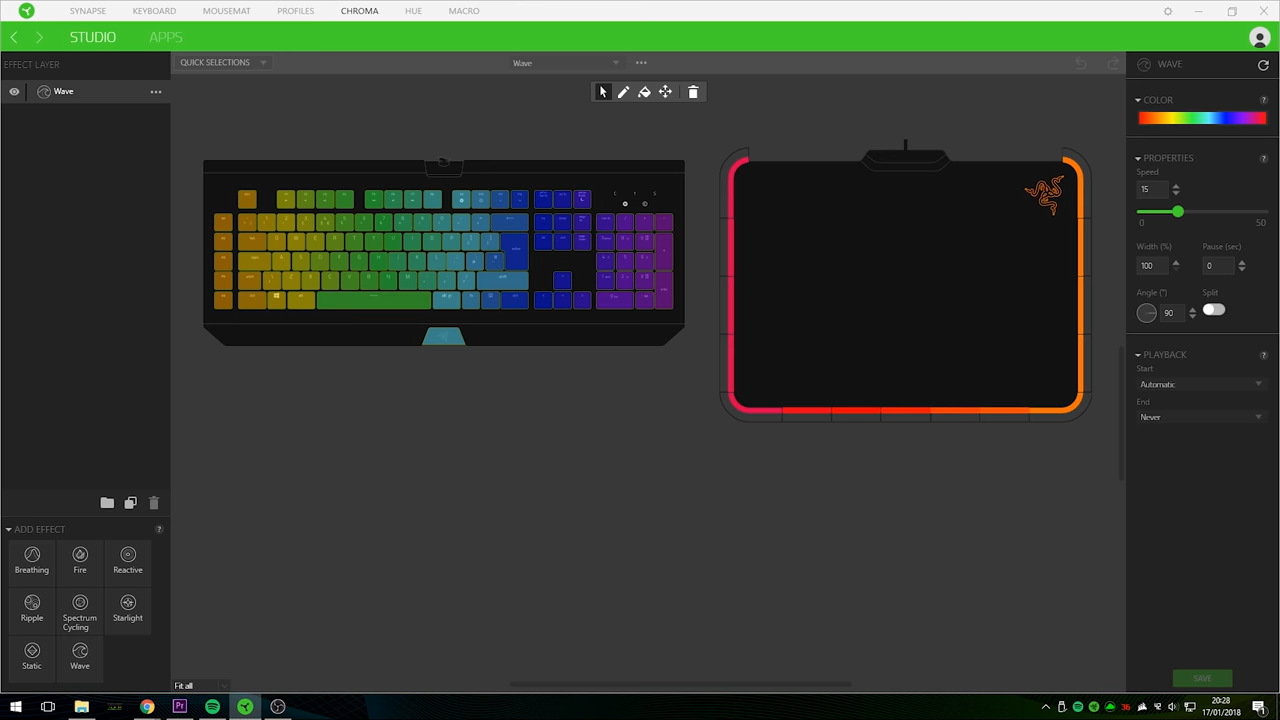 SYNAPSE KEYBOARD MOUSEMAT PROFILES CHROMA HUE MACRO
STUDIO APPS
EFFECT LAYER
Wave
QUICK SELECTIONS
Wave
WAVE
COLOR ?
PROPERTIES ?
Speed
15
0 50
Width (%) Pause (sec)
100 0
Angle (°) Split
90
PLAYBACK ?
Start
Automatic
End
Never
ADD EFFECT ?
Breathing Fire Reactive
Ripple Spectrum Cycling Starlight
Static Wave
Fit all
SAVE
Pr
36
20:28
17/01/2018